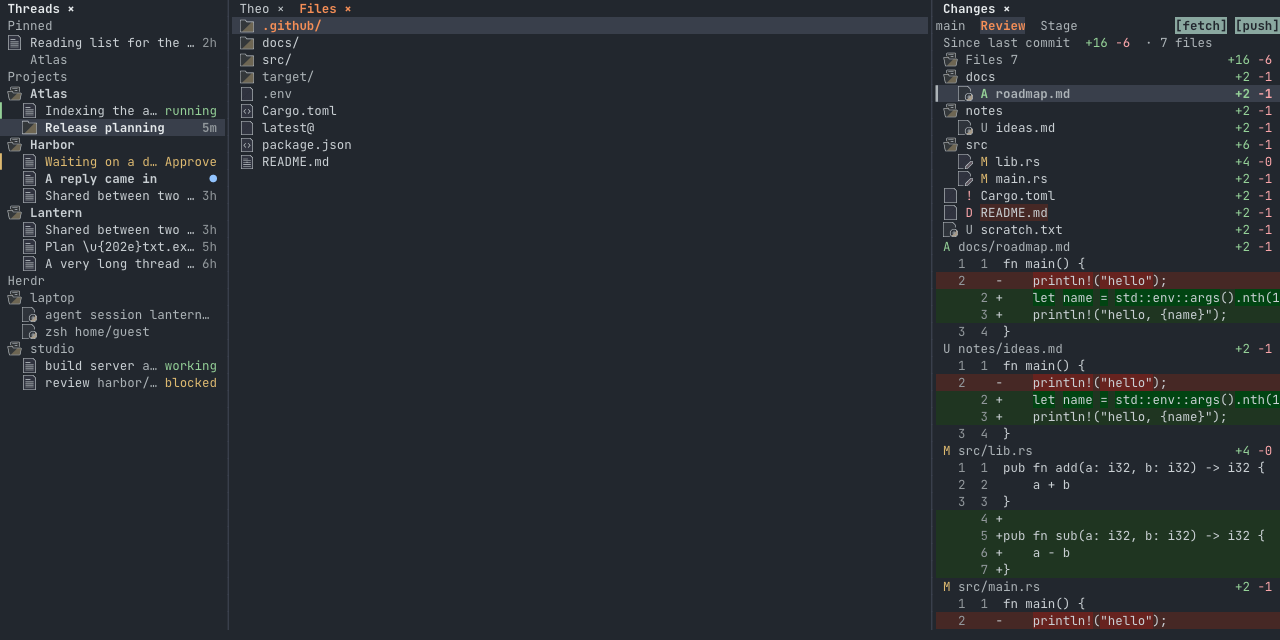 Threads ×
Pinned
Reading list for the … 2h
Atlas
Projects
Atlas
Indexing the a… running
Release planning 5m
Harbor
Waiting on a d… Approve
A reply came in
Shared between two … 3h
Lantern
Shared between two … 3h
Plan \u{202e}txt.ex… 5h
A very long thread … 6h
Herdr
laptop
agent session lantern…
zsh home/guest
studio
build server a… working
review harbor/… blocked
Theo × Files ×
.github/
docs/
src/
target/
.env
Cargo.toml
latest@
package.json
README.md
Changes ×
main Review Stage [fetch] [push]
Since last commit +16 -6 · 7 files
Files 7 +16 -6
docs +2 -1
A roadmap.md +2 -1
notes +2 -1
U ideas.md +2 -1
src +6 -1
M lib.rs +4 -0
M main.rs +2 -1
! Cargo.toml +2 -1
D README.md +2 -1
U scratch.txt +2 -1
A docs/roadmap.md +2 -1
1 1 fn main() {
2 - println!("hello");
2 + let name = std::env::args().nth(1
3 + println!("hello, {name}");
3 4 }
U notes/ideas.md +2 -1
1 1 fn main() {
2 - println!("hello");
2 + let name = std::env::args().nth(1
3 + println!("hello, {name}");
3 4 }
M src/lib.rs +4 -0
1 1 pub fn add(a: i32, b: i32) -> i32 {
2 2 a + b
3 3 }
4 +
5 +pub fn sub(a: i32, b: i32) -> i32 {
6 + a - b
7 +}
M src/main.rs +2 -1
1 1 fn main() {
2 - println!("hello");